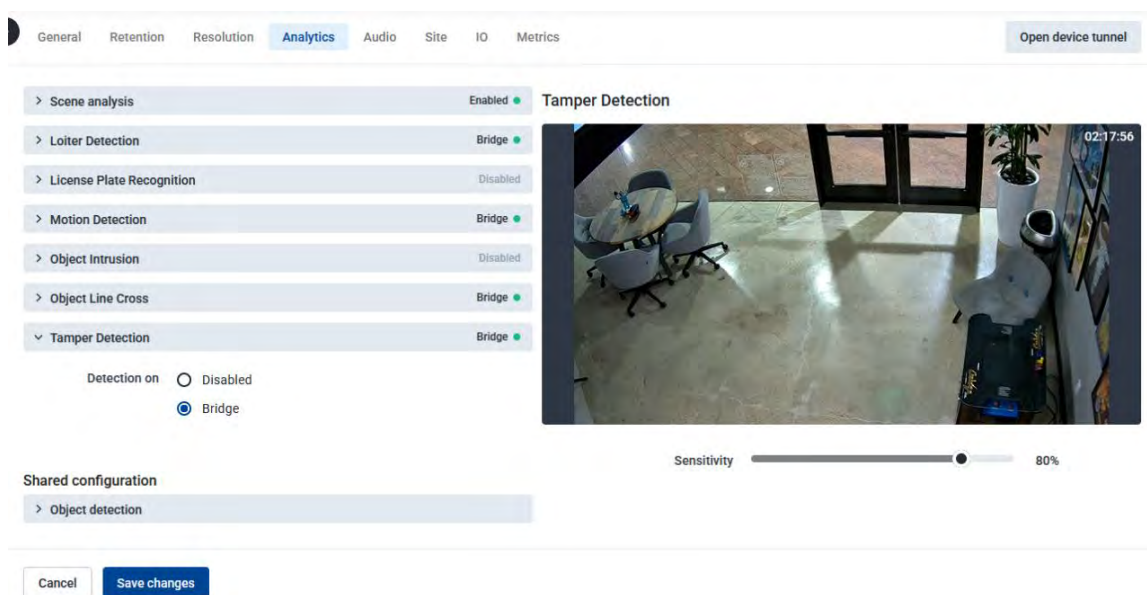 General Retention Resolution Analytics Audio Site IO Metrics Open device tunnel
Scene analysis Enabled
Loiter Detection Bridge
License Plate Recognition Disabled
Motion Detection Bridge
Object Intrusion Disabled
Object Line Cross Bridge
Tamper Detection Bridge
Detection on Disabled
Bridge
Shared configuration
Object detection
Cancel Save changes
Tamper Detection
02:17:56
Sensitivity 80%